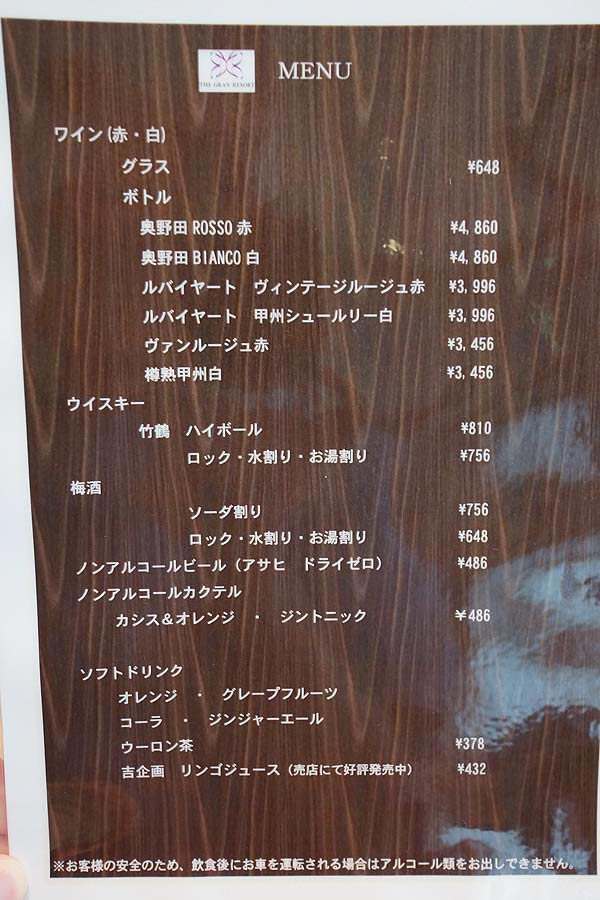 THE GRAN RESORT
MENU
ワイン(赤・白)
グラス ¥648
ボトル
奥野田 ROSSO 赤 ¥4,860
奥野田 BIANCO 白 ¥4,860
ルバイヤート ヴィンテージルージュ赤 ¥3,996
ルバイヤート 甲州シュールリー白 ¥3,996
ヴァンルージュ赤 ¥3,456
樽熟甲州白 ¥3,456
ウイスキー
竹鶴 ハイボール ¥810
ロック・水割り・お湯割り ¥756
梅酒
ソーダ割り ¥756
ロック・水割り・お湯割り ¥648
ノンアルコールビール（アサヒ ドライゼロ） ¥486
ノンアルコールカクテル
カシス＆オレンジ ・ ジントニック ¥486
ソフトドリンク
オレンジ ・ グレープフルーツ
コーラ ・ ジンジャーエール
ウーロン茶 ¥378
吉企画 リンゴジュース（売店にて好評発売中） ¥432
※お客様の安全のため、飲食後にお車を運転される場合はアルコール類をお出しできません。